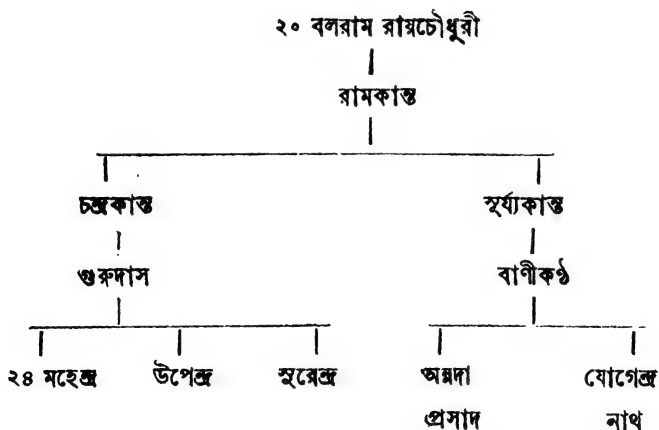 ২০ বলরাম রায়চৌধুরী
রামকান্ত
চন্দ্রকান্ত সূর্য্যকান্ত
গুরুদাস বাণীকণ্ঠ
২৪ মহেন্দ্র উপেন্দ্র সুরেন্দ্র অন্নদা যোগেন্দ্র
প্রসাদ নাথ